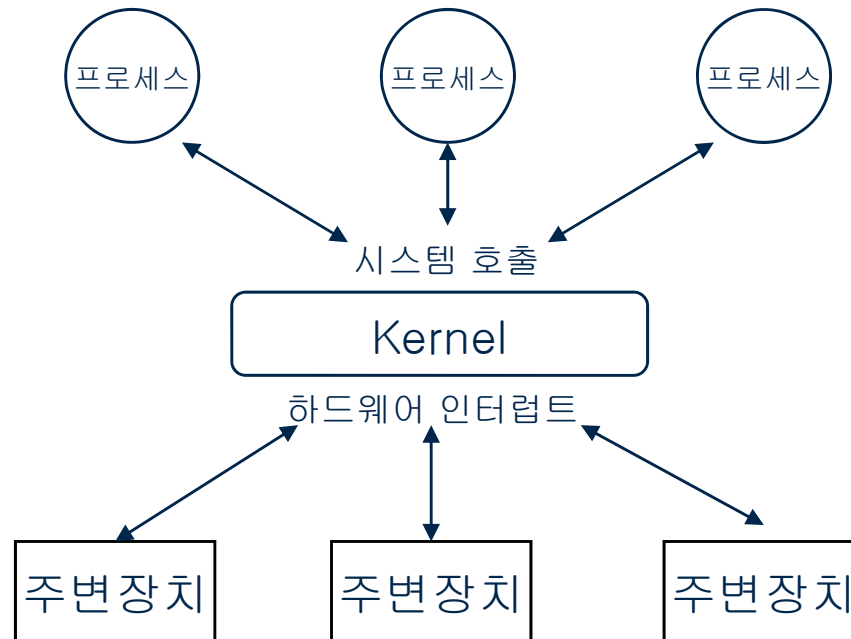 프로세스 프로세스 프로세스
시스템 호출
Kernel
하드웨어 인터럽트
주변장치 주변장치 주변장치